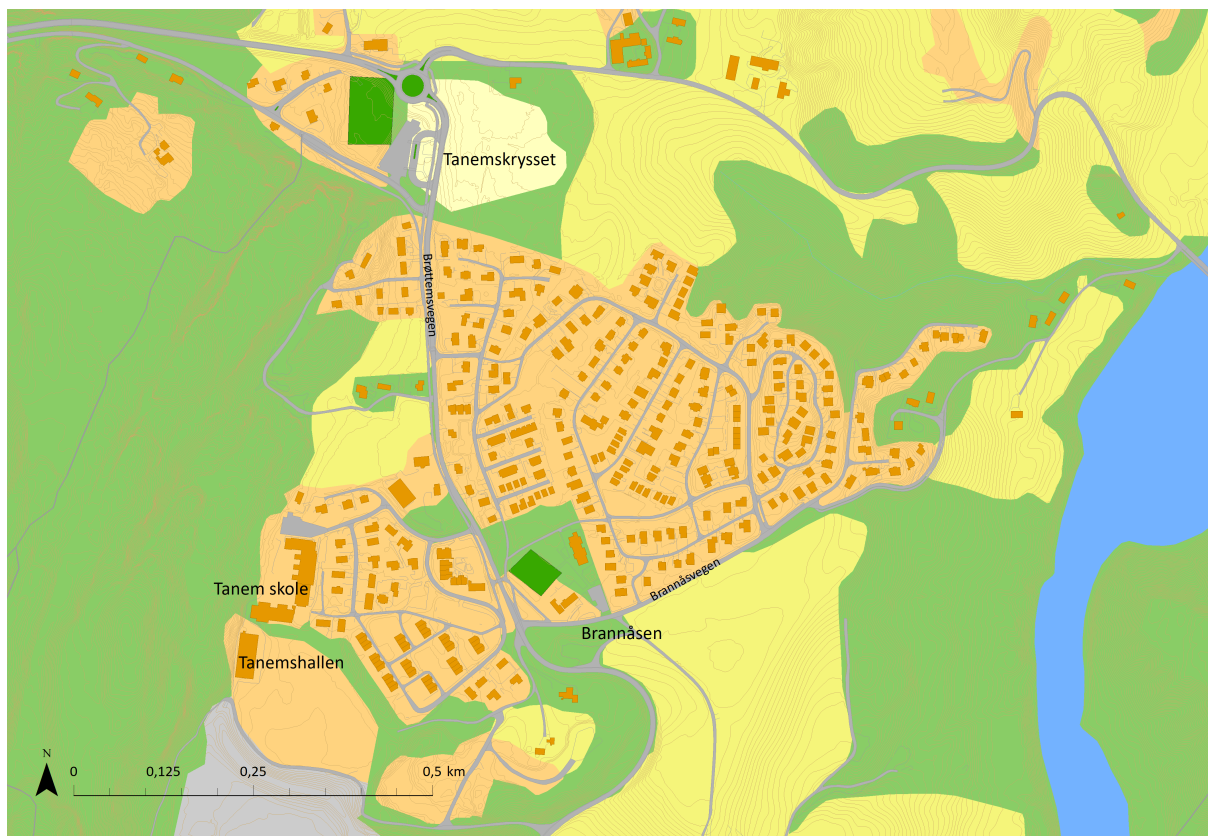 Tanemskrysset
Brøttemsvegen
Tanem skole
Brannåsvegen
Brannåsen
Tanemshallen
N
0 0,125 0,25 0,5 km